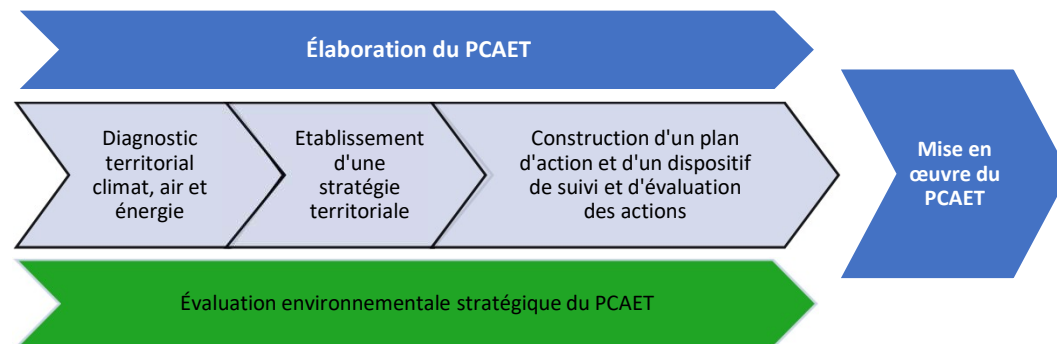 Élaboration du PCAET
Diagnostic
territorial
climat, air et
énergie
Etablissement
d'une
stratégie
territoriale
Construction d'un plan
d'action et d'un dispositif
de suivi et d'évaluation
des actions
Mise en
œuvre du
PCAET
Évaluation environnementale stratégique du PCAET